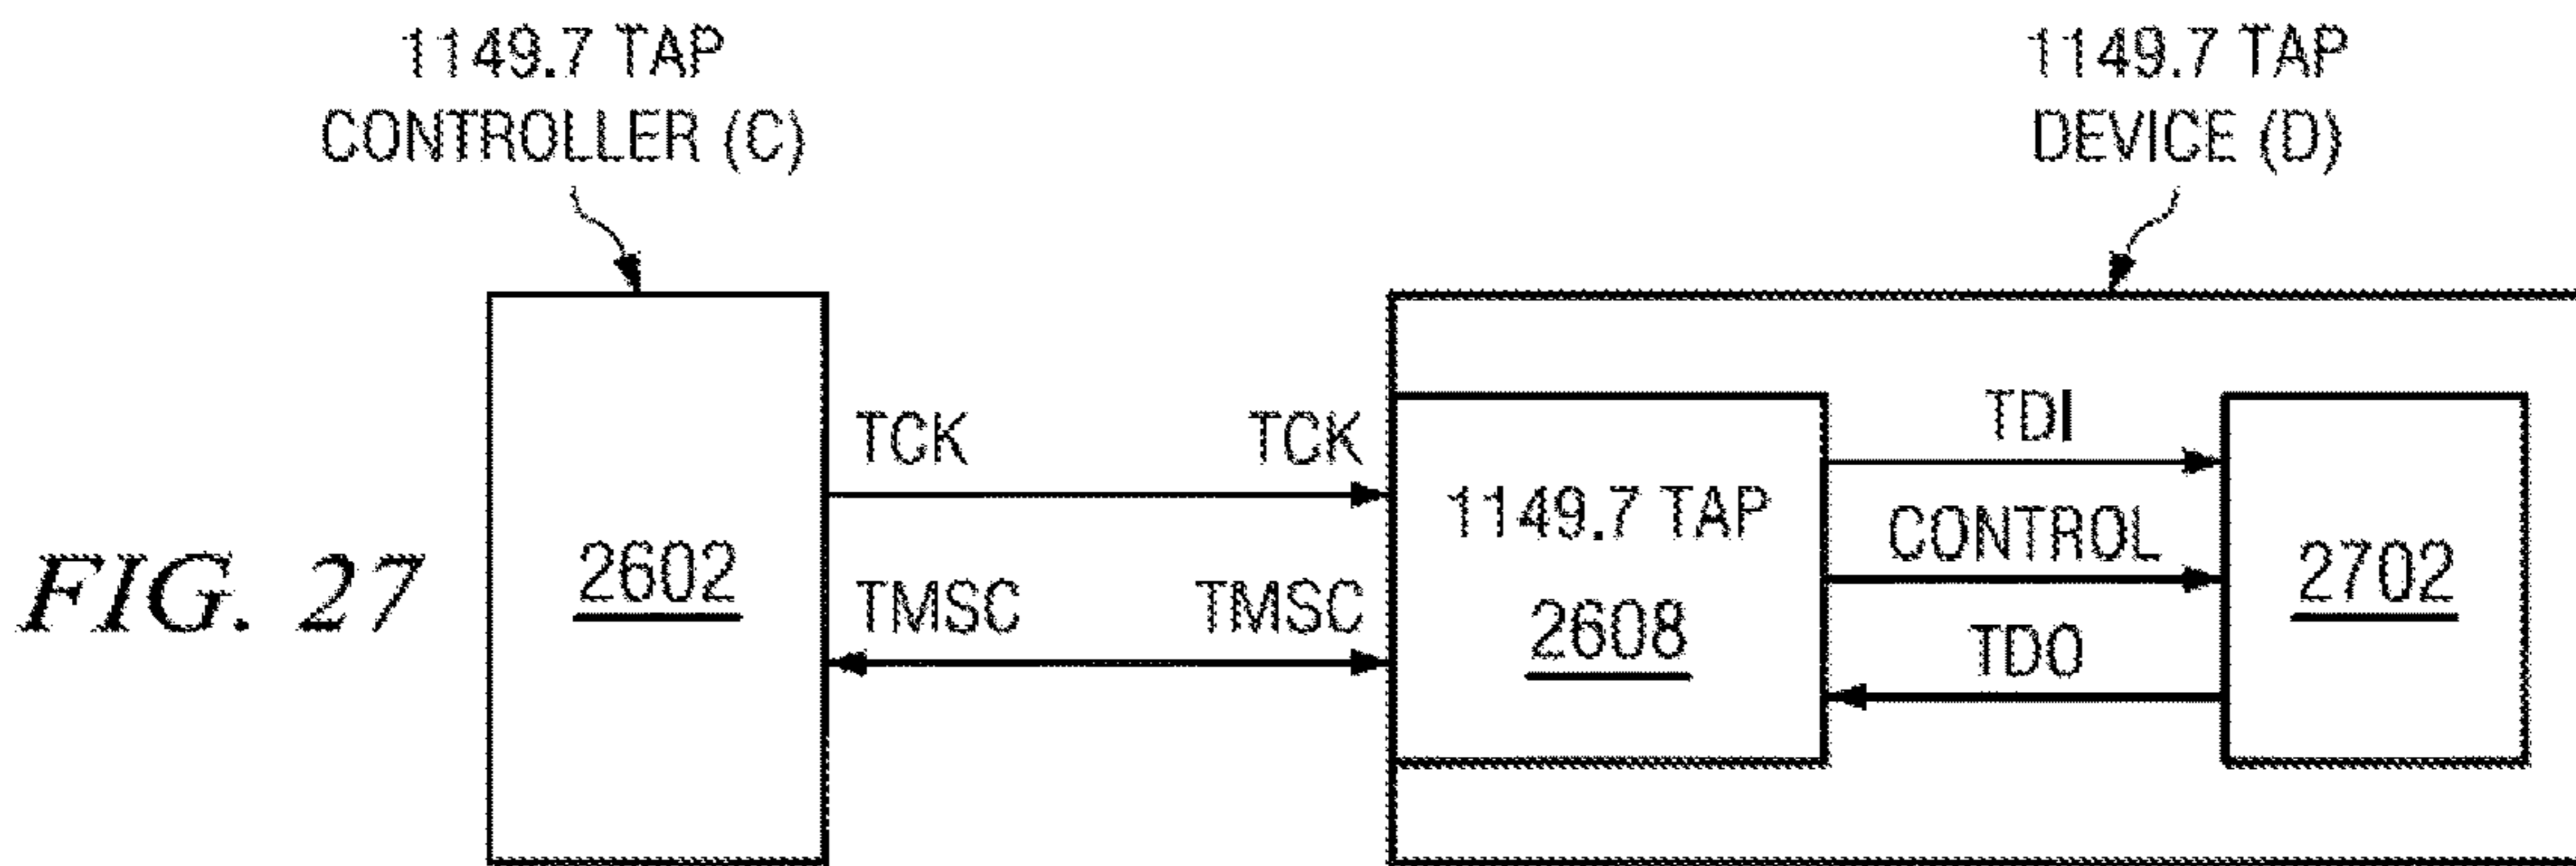 1149.7 TAP
CONTROLLER (C)
1149.7 TAP
DEVICE (D)
FIG. 27
2602
TCK
TCK
TMSC
TMSC
1149.7 TAP
2608
TDI
CONTROL
TDO
2702